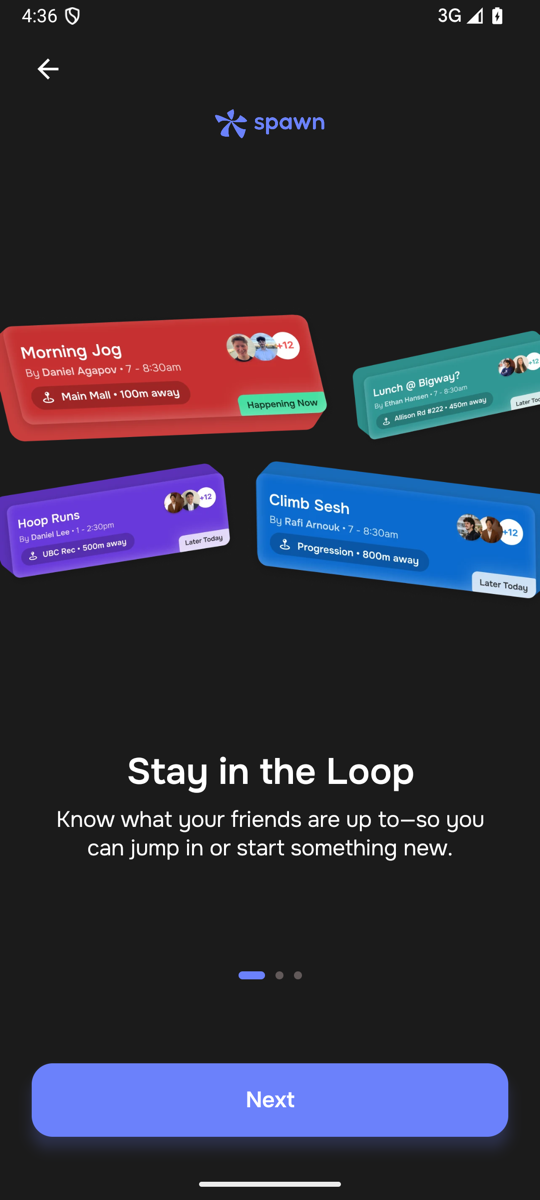 4:36
3G
spawn
Morning Jog
By Daniel Agapov • 7 - 8:30am
+12
Main Mall • 100m away
Happening Now
Lunch @ Bigway?
By Ethan Hansen • 7 - 8:30am
+12
Allison Rd #222 • 450m away
Later Too
Hoop Runs
By Daniel Lee • 1 - 2:30pm
+12
UBC Rec • 500m away
Later Today
Climb Sesh
By Rafi Arnouk • 7 - 8:30am
+12
Progression • 800m away
Later Today
Stay in the Loop
Know what your friends are up to—so you
can jump in or start something new.
Next